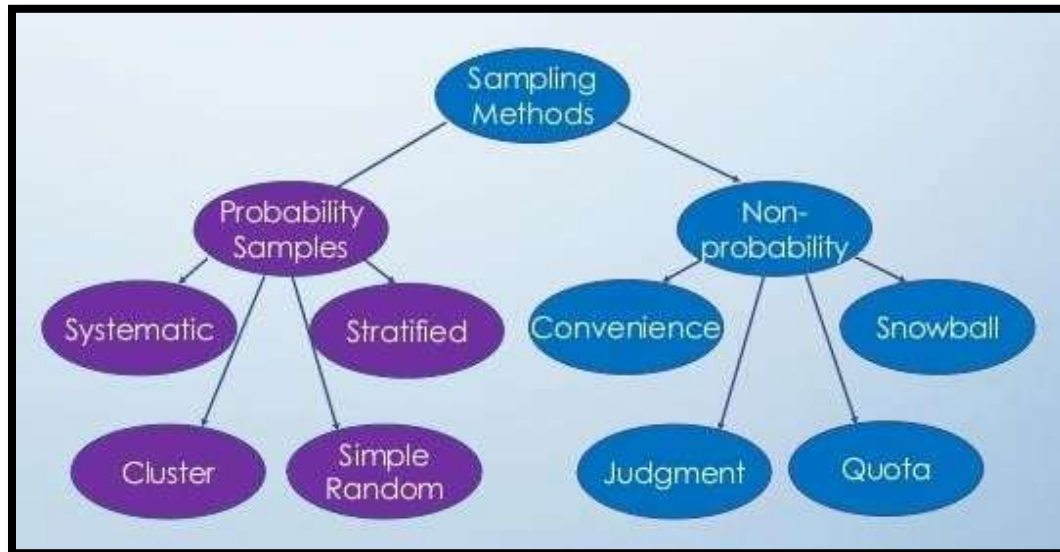 Sampling
Methods
Probability
Samples
Non-
probability
Systematic
Stratified
Convenience
Snowball
Cluster
Simple
Random
Judgment
Quota